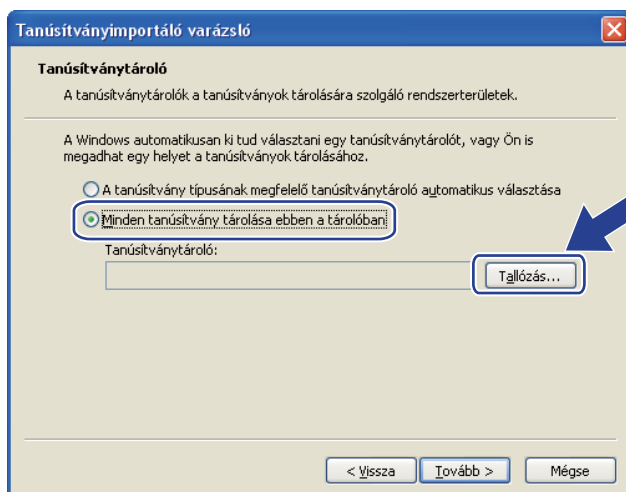 Tanúsítványimportáló varázsló
Tanúsítványtároló
A tanúsítványtárolók a tanúsítványok tárolására szolgáló rendszerterületek.
A Windows automatikusan ki tud választani egy tanúsítványtárolót, vagy Ön is
megadhat egy helyet a tanúsítványok tárolásához.
A tanúsítvány típusának megfelelő tanúsítványtároló automatikus választása
Minden tanúsítvány tárolása ebben a tárolóban
Tanúsítványtároló:
Tallózás...
< Vissza
Tovább >
Mégse